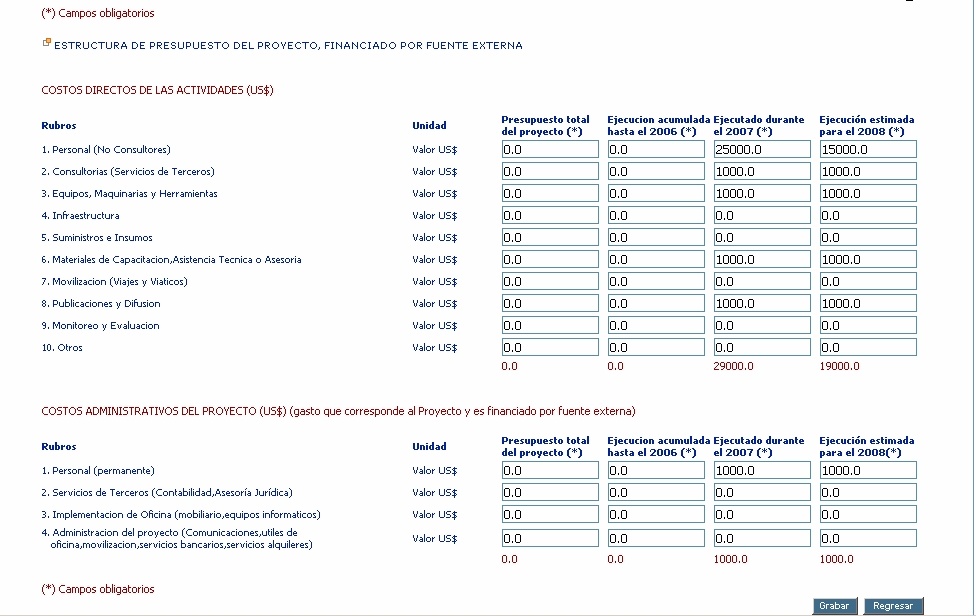 (*) Campos obligatorios
ESTRUCTURA DE PRESUPUESTO DEL PROYECTO, FINANCIADO POR FUENTE EXTERNA
COSTOS DIRECTOS DE LAS ACTIVIDADES (US$)
Rubros Unidad Presupuesto total del proyecto (*) Ejecucion acumulada hasta el 2006 (*) Ejecutado durante el 2007 (*) Ejecución estimada para el 2008 (*)
1. Personal (No Consultores) Valor US$ 0.0 0.0 25000.0 15000.0
2. Consultorias (Servicios de Terceros) Valor US$ 0.0 0.0 1000.0 1000.0
3. Equipos, Maquinarias y Herramientas Valor US$ 0.0 0.0 1000.0 1000.0
4. Infraestructura Valor US$ 0.0 0.0 0.0 0.0
5. Suministros e Insumos Valor US$ 0.0 0.0 0.0 0.0
6. Materiales de Capacitacion,Asistencia Tecnica o Asesoria Valor US$ 0.0 0.0 1000.0 1000.0
7. Movilizacion (Viajes y Viaticos) Valor US$ 0.0 0.0 0.0 0.0
8. Publicaciones y Difusion Valor US$ 0.0 0.0 1000.0 1000.0
9. Monitoreo y Evaluacion Valor US$ 0.0 0.0 0.0 0.0
10. Otros Valor US$ 0.0 0.0 0.0 0.0
0.0 0.0 29000.0 19000.0
COSTOS ADMINISTRATIVOS DEL PROYECTO (US$) (gasto que corresponde al Proyecto y es financiado por fuente externa)
Rubros Unidad Presupuesto total del proyecto (*) Ejecucion acumulada hasta el 2006 (*) Ejecutado durante el 2007 (*) Ejecución estimada para el 2008(*)
1. Personal (permanente) Valor US$ 0.0 0.0 1000.0 1000.0
2. Servicios de Terceros (Contabilidad,Asesoría Jurídica) Valor US$ 0.0 0.0 0.0 0.0
3. Implementacion de Oficina (mobiliario,equipos informaticos) Valor US$ 0.0 0.0 0.0 0.0
4. Administracion del proyecto (Comunicaciones,utiles de
oficina,movilizacion,servicios bancarios,servicios alquileres) Valor US$ 0.0 0.0 0.0 0.0
0.0 0.0 1000.0 1000.0
(*) Campos obligatorios
Grabar Regresar